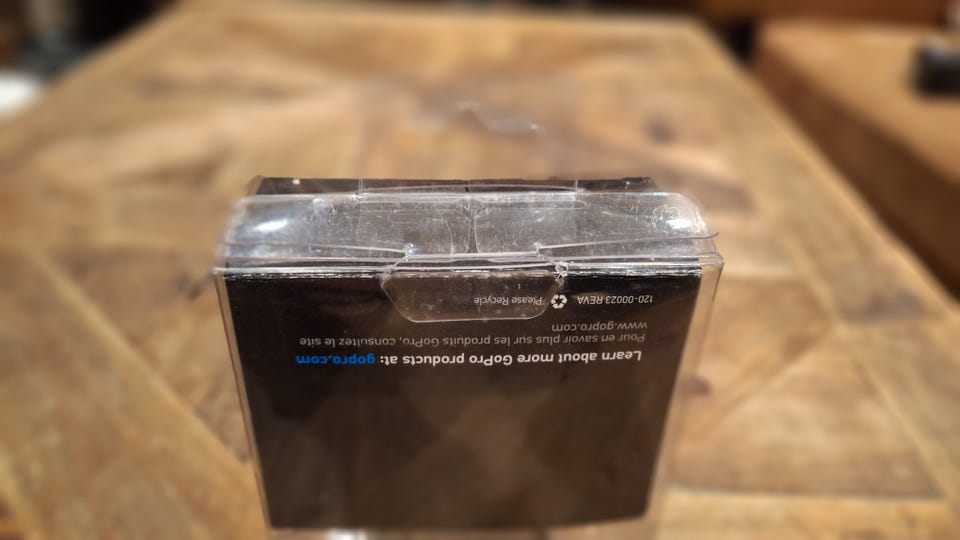 Learn about more GoPro products at: gopro.com
Pour en savoir plus sur les produits GoPro, consultez le site
www.gopro.com
120-00023 REVA Please Recycle